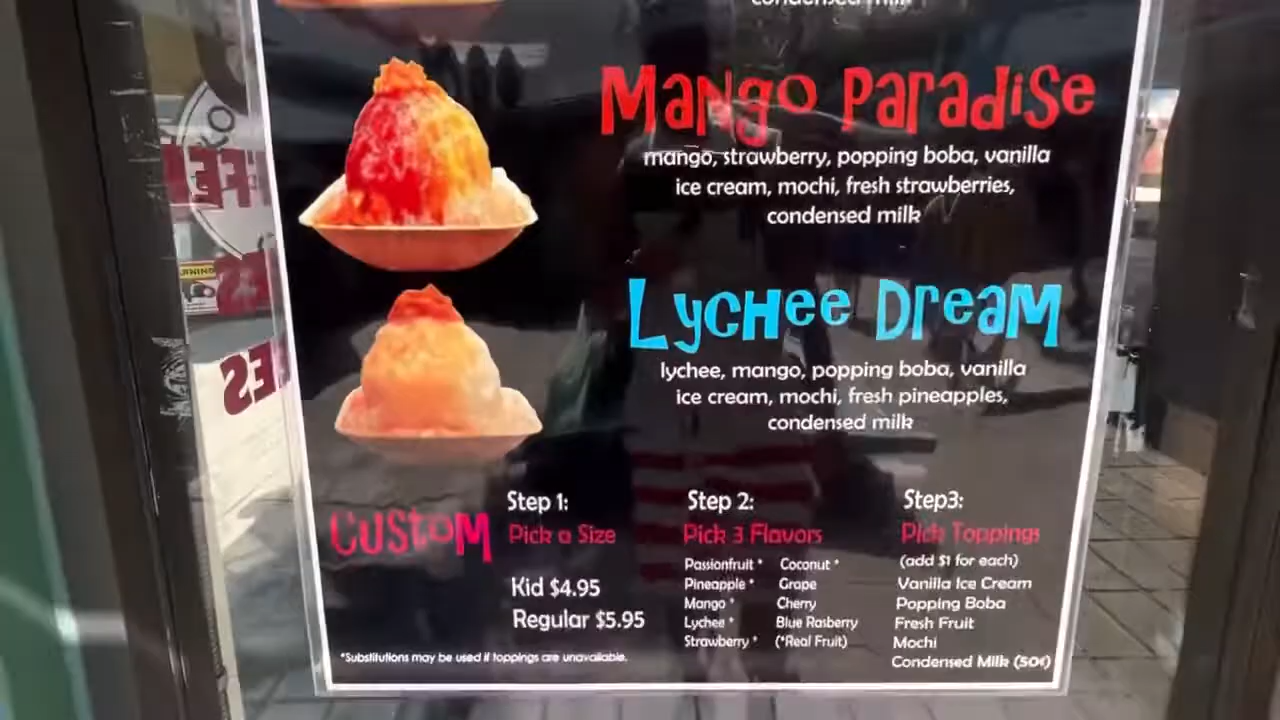 condensed milk
Mango Paradise
mango, strawberry, popping boba, vanilla
ice cream, mochi, fresh strawberries,
condensed milk
Lychee Dream
lychee, mango, popping boba, vanilla
ice cream, mochi, fresh pineapples,
condensed milk
Custom
Step 1:
Pick a Size
Kid $4.95
Regular $5.95
Step 2:
Pick 3 Flavors
Passionfruit * Coconut *
Pineapple * Grape
Mango * Cherry
Lychee * Blue Rasberry
Strawberry * (*Real Fruit)
Step3:
Pick Toppings
(add $1 for each)
Vanilla Ice Cream
Popping Boba
Fresh Fruit
Mochi
Condensed Milk (50¢)
*Substitutions may be used if toppings are unavailable.